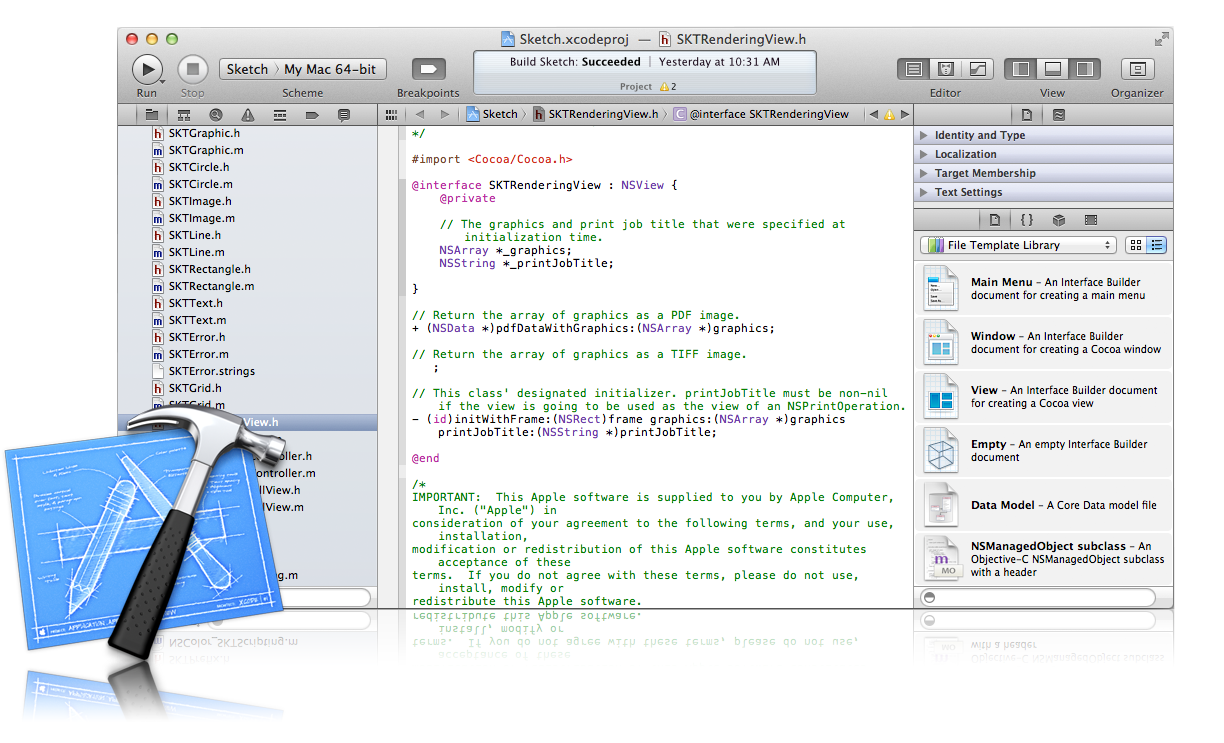 Sketch.xcodeproj — SKTRenderingView.h
Run
Stop
Sketch 〉 My Mac 64-bit
Scheme
Breakpoints
Build Sketch: Succeeded | Yesterday at 10:31 AM
Project 2
Editor
View
Organizer
Sketch 〉 SKTRenderingView.h 〉 C @interface SKTRenderingView
h SKTGraphic.h
m SKTGraphic.m
h SKTCircle.h
m SKTCircle.m
h SKTImage.h
m SKTImage.m
h SKTLine.h
m SKTLine.m
h SKTRectangle.h
m SKTRectangle.m
h SKTText.h
m SKTText.m
h SKTError.h
m SKTError.m
SKTError.strings
h SKTGrid.h
m SKTGrid.m
View.h
oller.h
ontroller.m
View.h
View.m
ng.m
*/
#import <Cocoa/Cocoa.h>
@interface SKTRenderingView : NSView {
@private
// The graphics and print job title that were specified at
initialization time.
NSArray *_graphics;
NSString *_printJobTitle;
}
// Return the array of graphics as a PDF image.
+ (NSData *)pdfDataWithGraphics:(NSArray *)graphics;
// Return the array of graphics as a TIFF image.
;
// This class' designated initializer. printJobTitle must be non-nil
if the view is going to be used as the view of an NSPrintOperation.
- (id)initWithFrame:(NSRect)frame graphics:(NSArray *)graphics
printJobTitle:(NSString *)printJobTitle;
@end
/*
IMPORTANT:  This Apple software is supplied to you by Apple Computer,
Inc. ("Apple") in
consideration of your agreement to the following terms, and your use,
installation,
modification or redistribution of this Apple software constitutes
acceptance of these
terms.  If you do not agree with these terms, please do not use,
install, modify or
redistribute this Apple software.
Identity and Type
Localization
Target Membership
Text Settings
{ }
File Template Library
Main Menu – An Interface Builder
document for creating a main menu
Window – An Interface Builder
document for creating a Cocoa window
View – An Interface Builder document
for creating a Cocoa view
Empty – An empty Interface Builder
document
Data Model – A Core Data model file
NSManagedObject subclass – An
Objective-C NSManagedObject subclass
with a header
m
MO